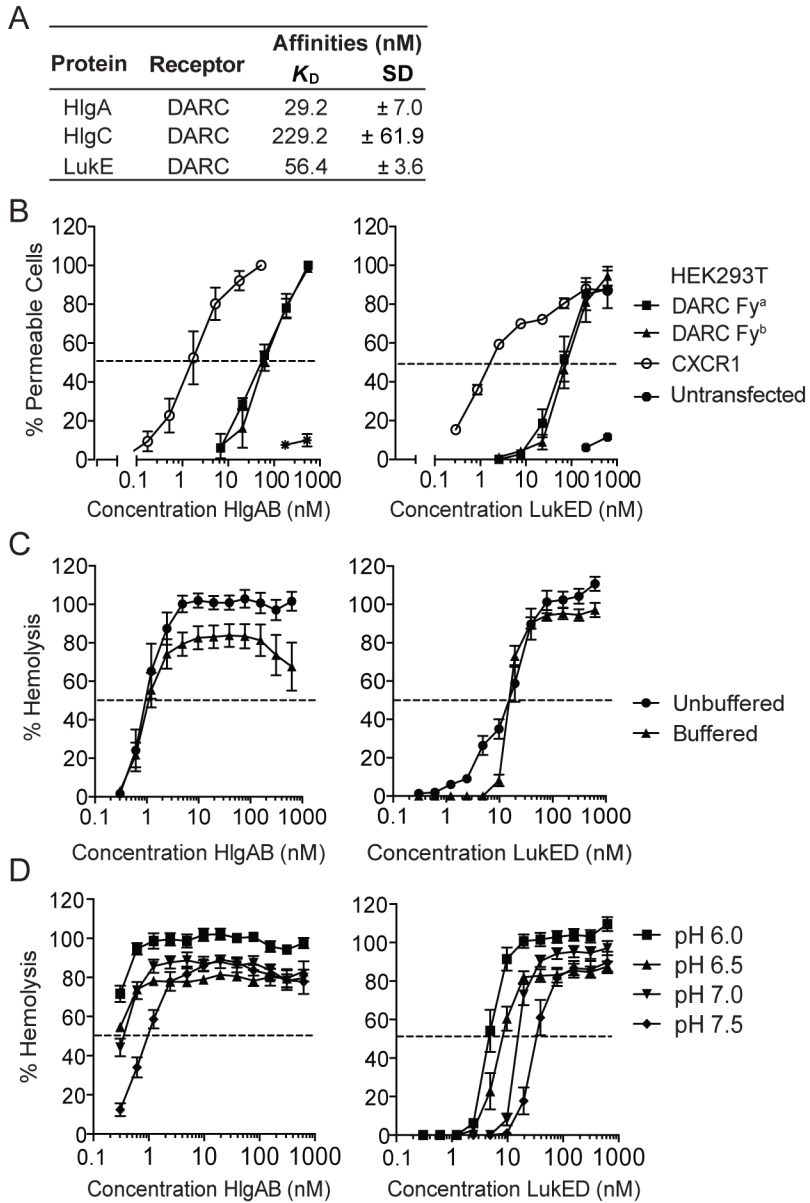 A
Affinities (nM)
Protein Receptor KD SD
HlgA DARC 29.2 ± 7.0
HlgC DARC 229.2 ± 61.9
LukE DARC 56.4 ± 3.6
B
% Permeable Cells
120
100
80
60
40
20
0
0.1 1 10 100 1000
Concentration HlgAB (nM)
120
100
80
60
40
20
0
0.1 1 10 100 1000
Concentration LukED (nM)
HEK293T
DARC Fyᵃ
DARC Fyᵇ
CXCR1
Untransfected
C
% Hemolysis
120
100
80
60
40
20
0
0.1 1 10 100 1000
Concentration HlgAB (nM)
120
100
80
60
40
20
0
0.1 1 10 100 1000
Concentration LukED (nM)
Unbuffered
Buffered
D
% Hemolysis
120
100
80
60
40
20
0
0.1 1 10 100 1000
Concentration HlgAB (nM)
120
100
80
60
40
20
0
0.1 1 10 100 1000
Concentration LukED (nM)
pH 6.0
pH 6.5
pH 7.0
pH 7.5